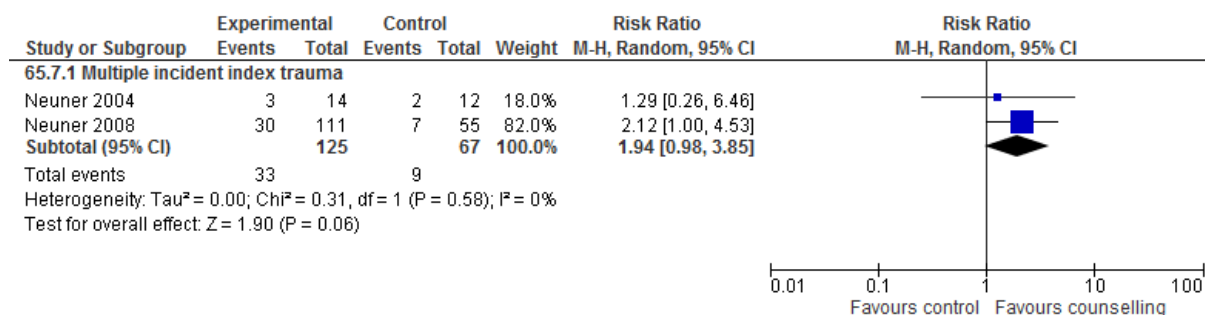 Experimental Control Risk Ratio Risk Ratio
Study or Subgroup Events Total Events Total Weight M-H, Random, 95% CI M-H, Random, 95% CI
65.7.1 Multiple incident index trauma
Neuner 2004 3 14 2 12 18.0% 1.29 [0.26, 6.46]
Neuner 2008 30 111 7 55 82.0% 2.12 [1.00, 4.53]
Subtotal (95% CI) 125 67 100.0% 1.94 [0.98, 3.85]
Total events 33 9
Heterogeneity: Tau² = 0.00; Chi² = 0.31, df = 1 (P = 0.58); I² = 0%
Test for overall effect: Z = 1.90 (P = 0.06)
0.01 0.1 1 10 100
Favours control Favours counselling